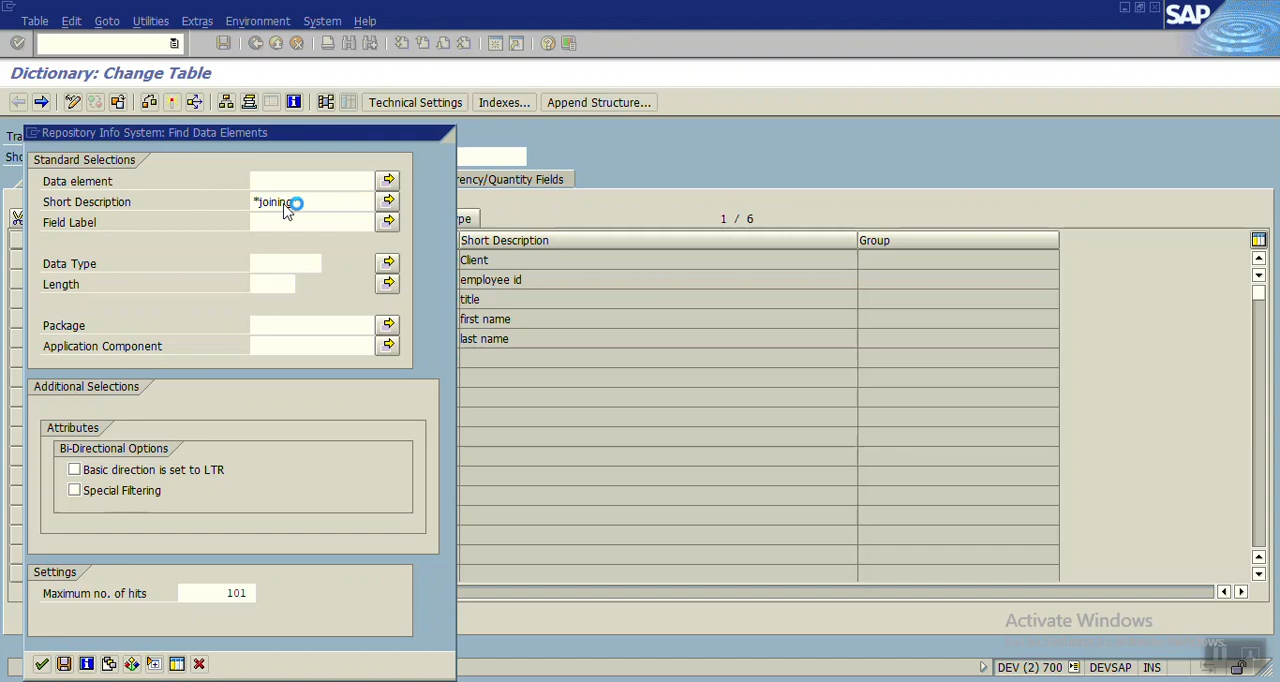 Table Edit Goto Utilities Extras Environment System Help
SAP
Dictionary: Change Table
Technical Settings Indexes... Append Structure...
Tra
Repository Info System: Find Data Elements
Sho
Standard Selections
Data element
rency/Quantity Fields
Short Description *joining
Field Label
ype 1 / 6
Short Description Group
Data Type
Client
Length
employee id
title
Package
first name
Application Component
last name
Additional Selections
Attributes
Bi-Directional Options
Basic direction is set to LTR
Special Filtering
Settings
Maximum no. of hits 101
Activate Windows
DEV (2) 700 DEVSAP INS